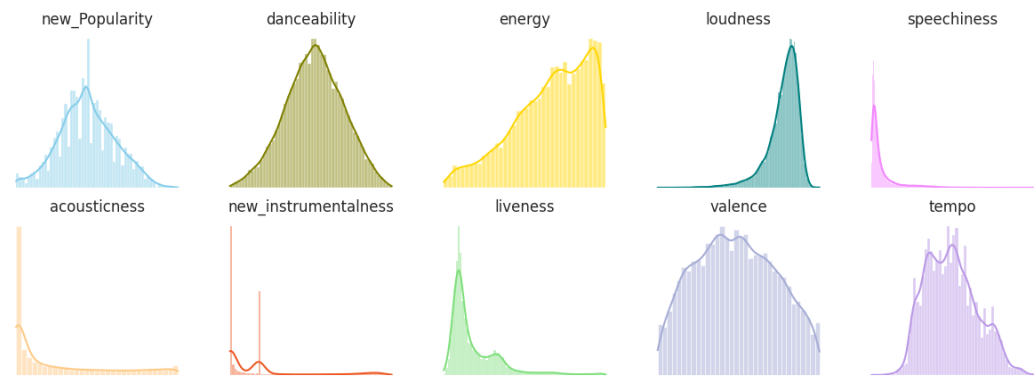 new_Popularity
danceability
energy
loudness
speechiness
acousticness
new_instrumentalness
liveness
valence
tempo